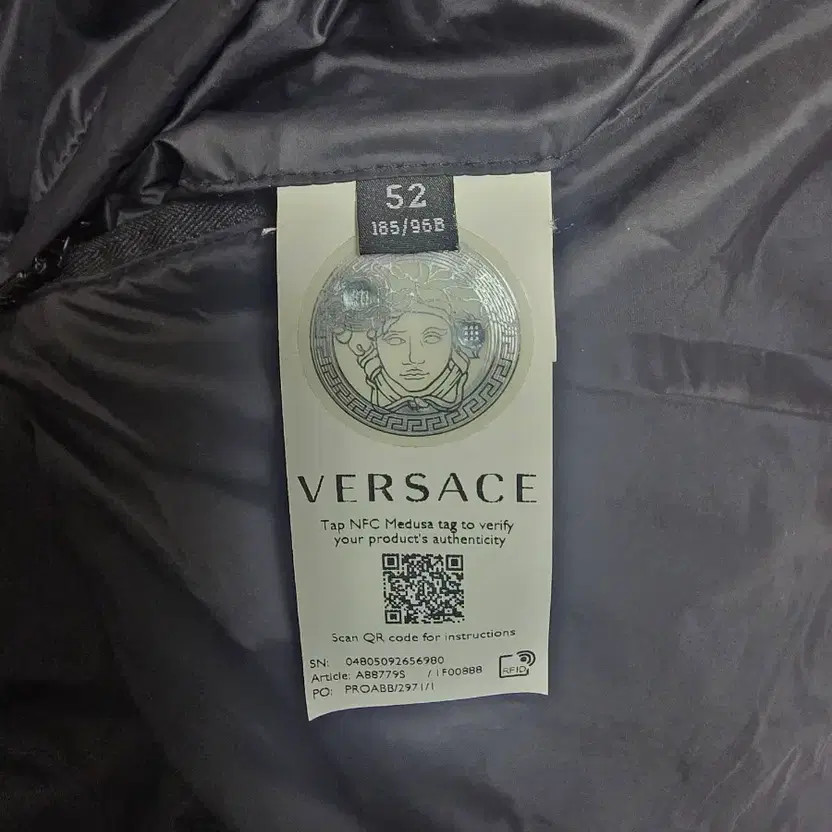 52
185/96B
VERSACE
Tap NFC Medusa tag to verify
your product's authenticity
Scan QR code for instructions
SN: 04805092656980
Article: A88779S / 1F00888
RFID
PO: PROABB/2971/1